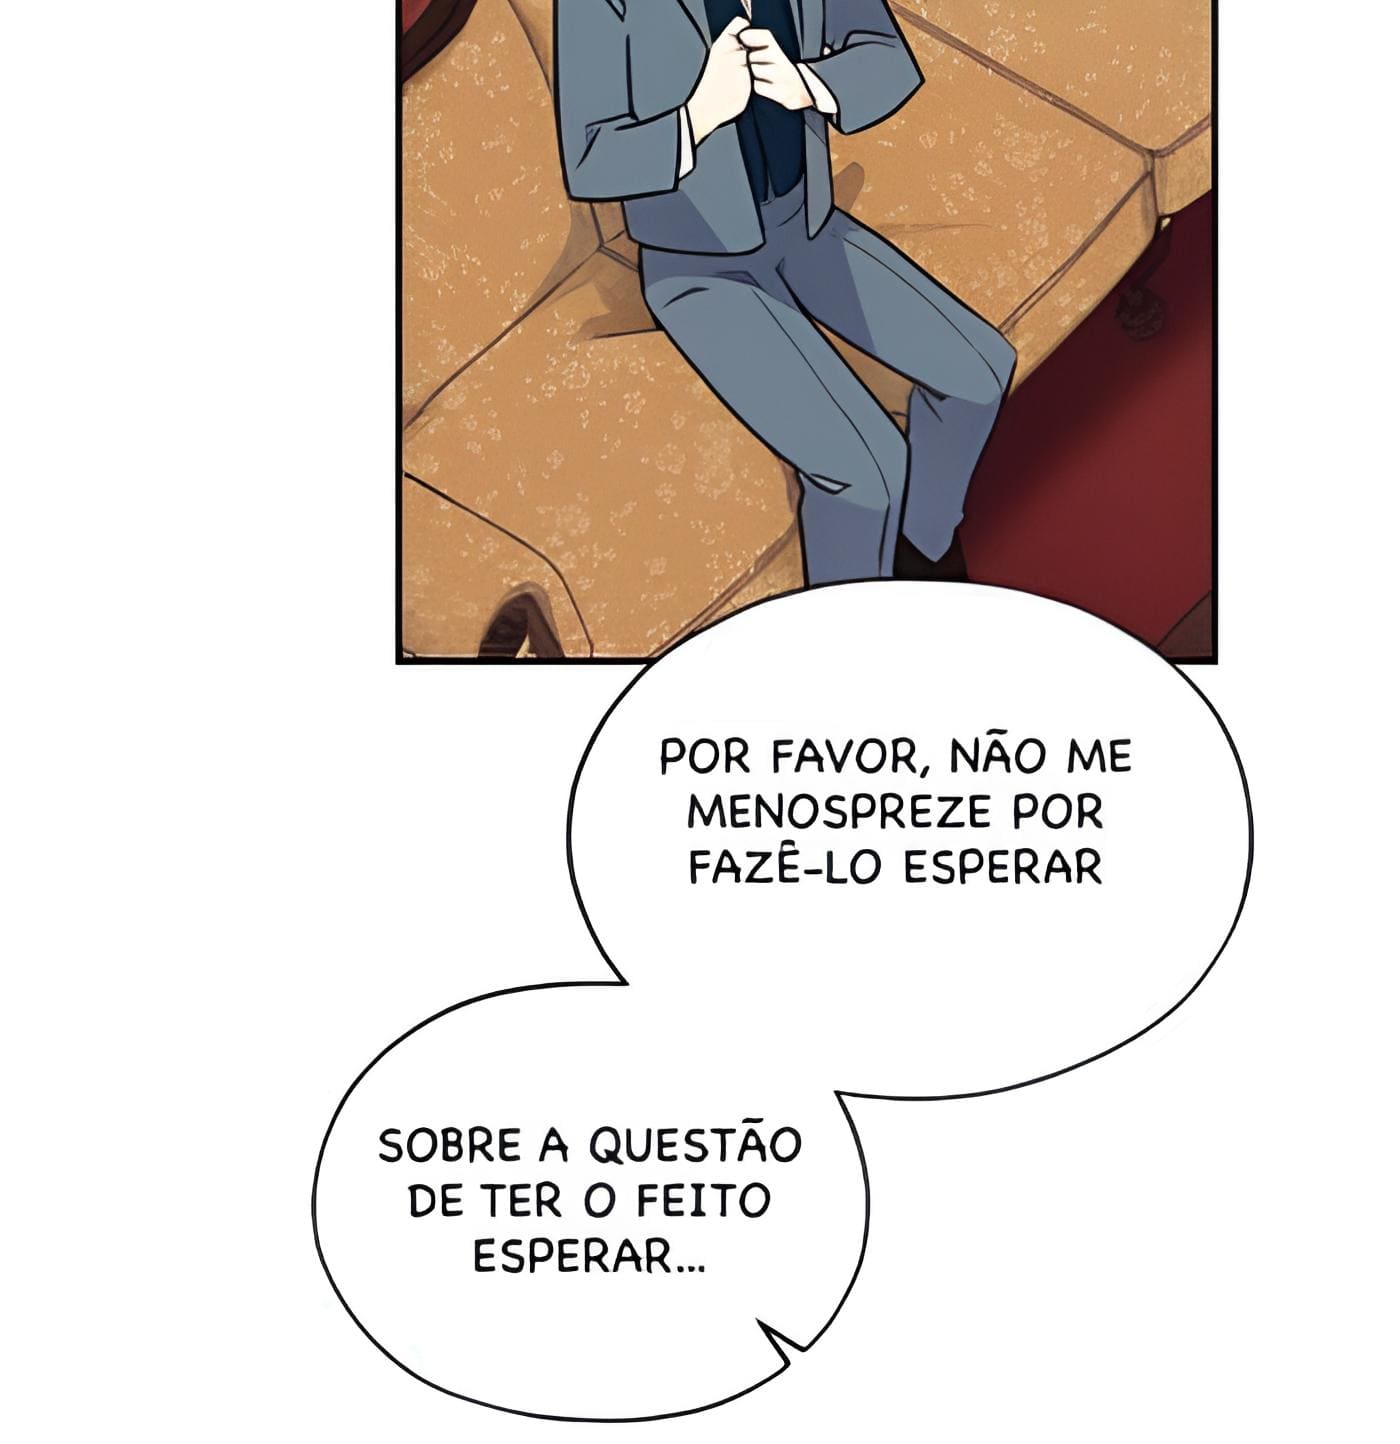 POR FAVOR, NÃO ME
MENOSPREZE POR
FAZÊ-LO ESPERAR
SOBRE A QUESTÃO
DE TER O FEITO
ESPERAR...